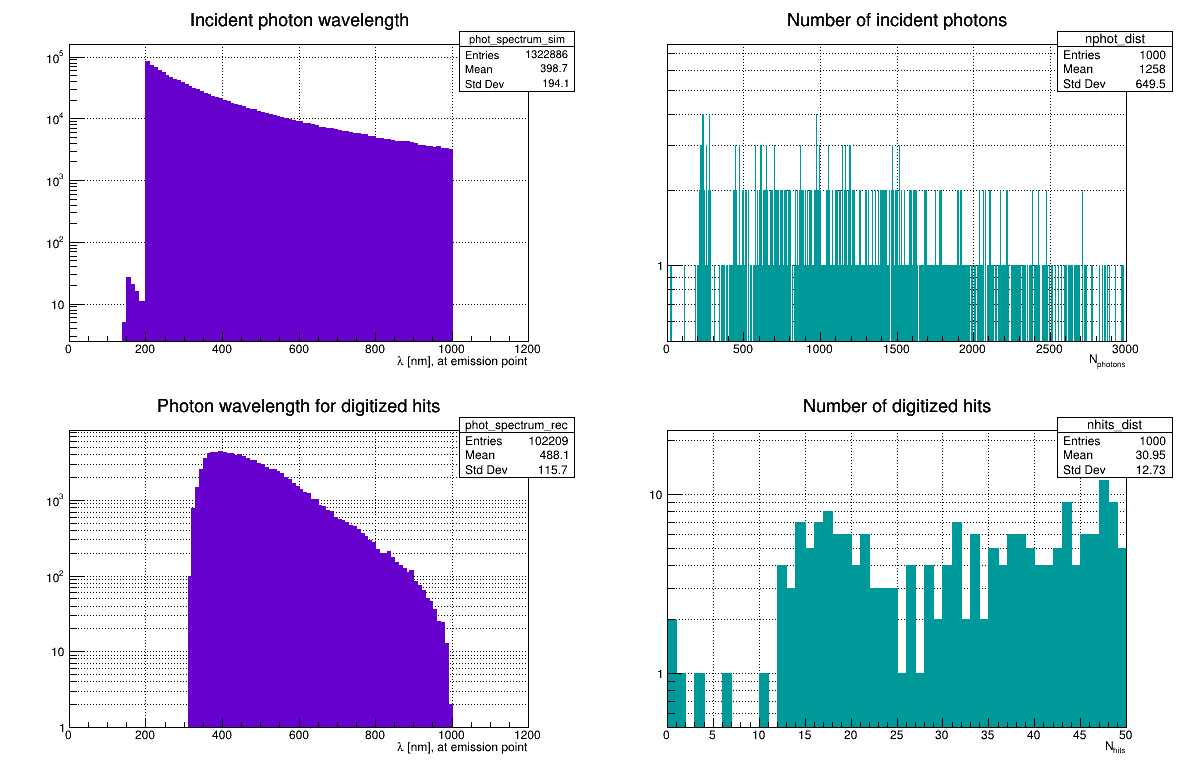 Incident photon wavelength
phot_spectrum_sim
Entries 1322886
Mean 398.7
Std Dev 194.1
10^5
10^4
10^3
10^2
10
0 200 400 600 800 1000 1200
λ [nm], at emission point
Number of incident photons
nphot_dist
Entries 1000
Mean 1258
Std Dev 649.5
1
0 500 1000 1500 2000 2500 3000
N_photons
Photon wavelength for digitized hits
phot_spectrum_rec
Entries 102209
Mean 488.1
Std Dev 115.7
10^3
10^2
10
1
0 200 400 600 800 1000 1200
λ [nm], at emission point
Number of digitized hits
nhits_dist
Entries 1000
Mean 30.95
Std Dev 12.73
10
1
0 5 10 15 20 25 30 35 40 45 50
N_hits